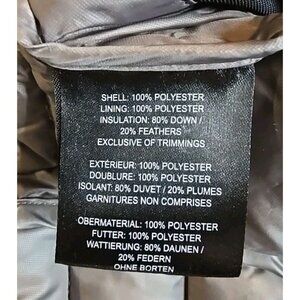 SHELL: 100% POLYESTER
LINING: 100% POLYESTER
INSULATION: 80% DOWN /
20% FEATHERS
EXCLUSIVE OF TRIMMINGS
EXTÉRIEUR: 100% POLYESTER
DOUBLURE: 100% POLYESTER
ISOLANT: 80% DUVET / 20% PLUMES
GARNITURES NON COMPRISES
OBERMATERIAL: 100% POLYESTER
FUTTER: 100% POLYESTER
WATTIERUNG: 80% DAUNEN /
20% FEDERN
OHNE BORTEN